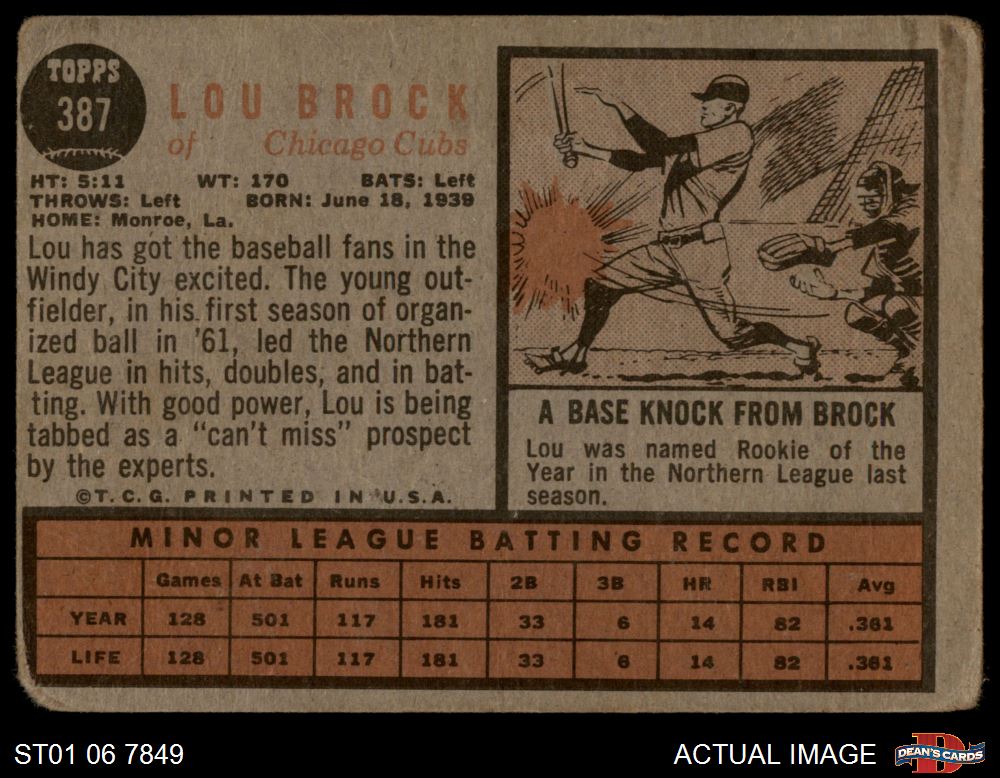 TOPPS
387
LOU BROCK
of Chicago Cubs
HT: 5:11 WT: 170 BATS: Left
THROWS: Left BORN: June 18, 1939
HOME: Monroe, La.
Lou has got the baseball fans in the
Windy City excited. The young out-
fielder, in his first season of organ-
ized ball in '61, led the Northern
League in hits, doubles, and in bat-
ting. With good power, Lou is being
tabbed as a "can't miss" prospect
by the experts.
©T.C.G. PRINTED IN U.S.A.
A BASE KNOCK FROM BROCK
Lou was named Rookie of the
Year in the Northern League last
season.
MINOR LEAGUE BATTING RECORD
Games At Bat Runs Hits 2B 3B HR RBI Avg
YEAR 128 501 117 181 33 6 14 82 .361
LIFE 128 501 117 181 33 6 14 82 .361
ST01 06 7849
ACTUAL IMAGE
D
DEAN'S CARDS